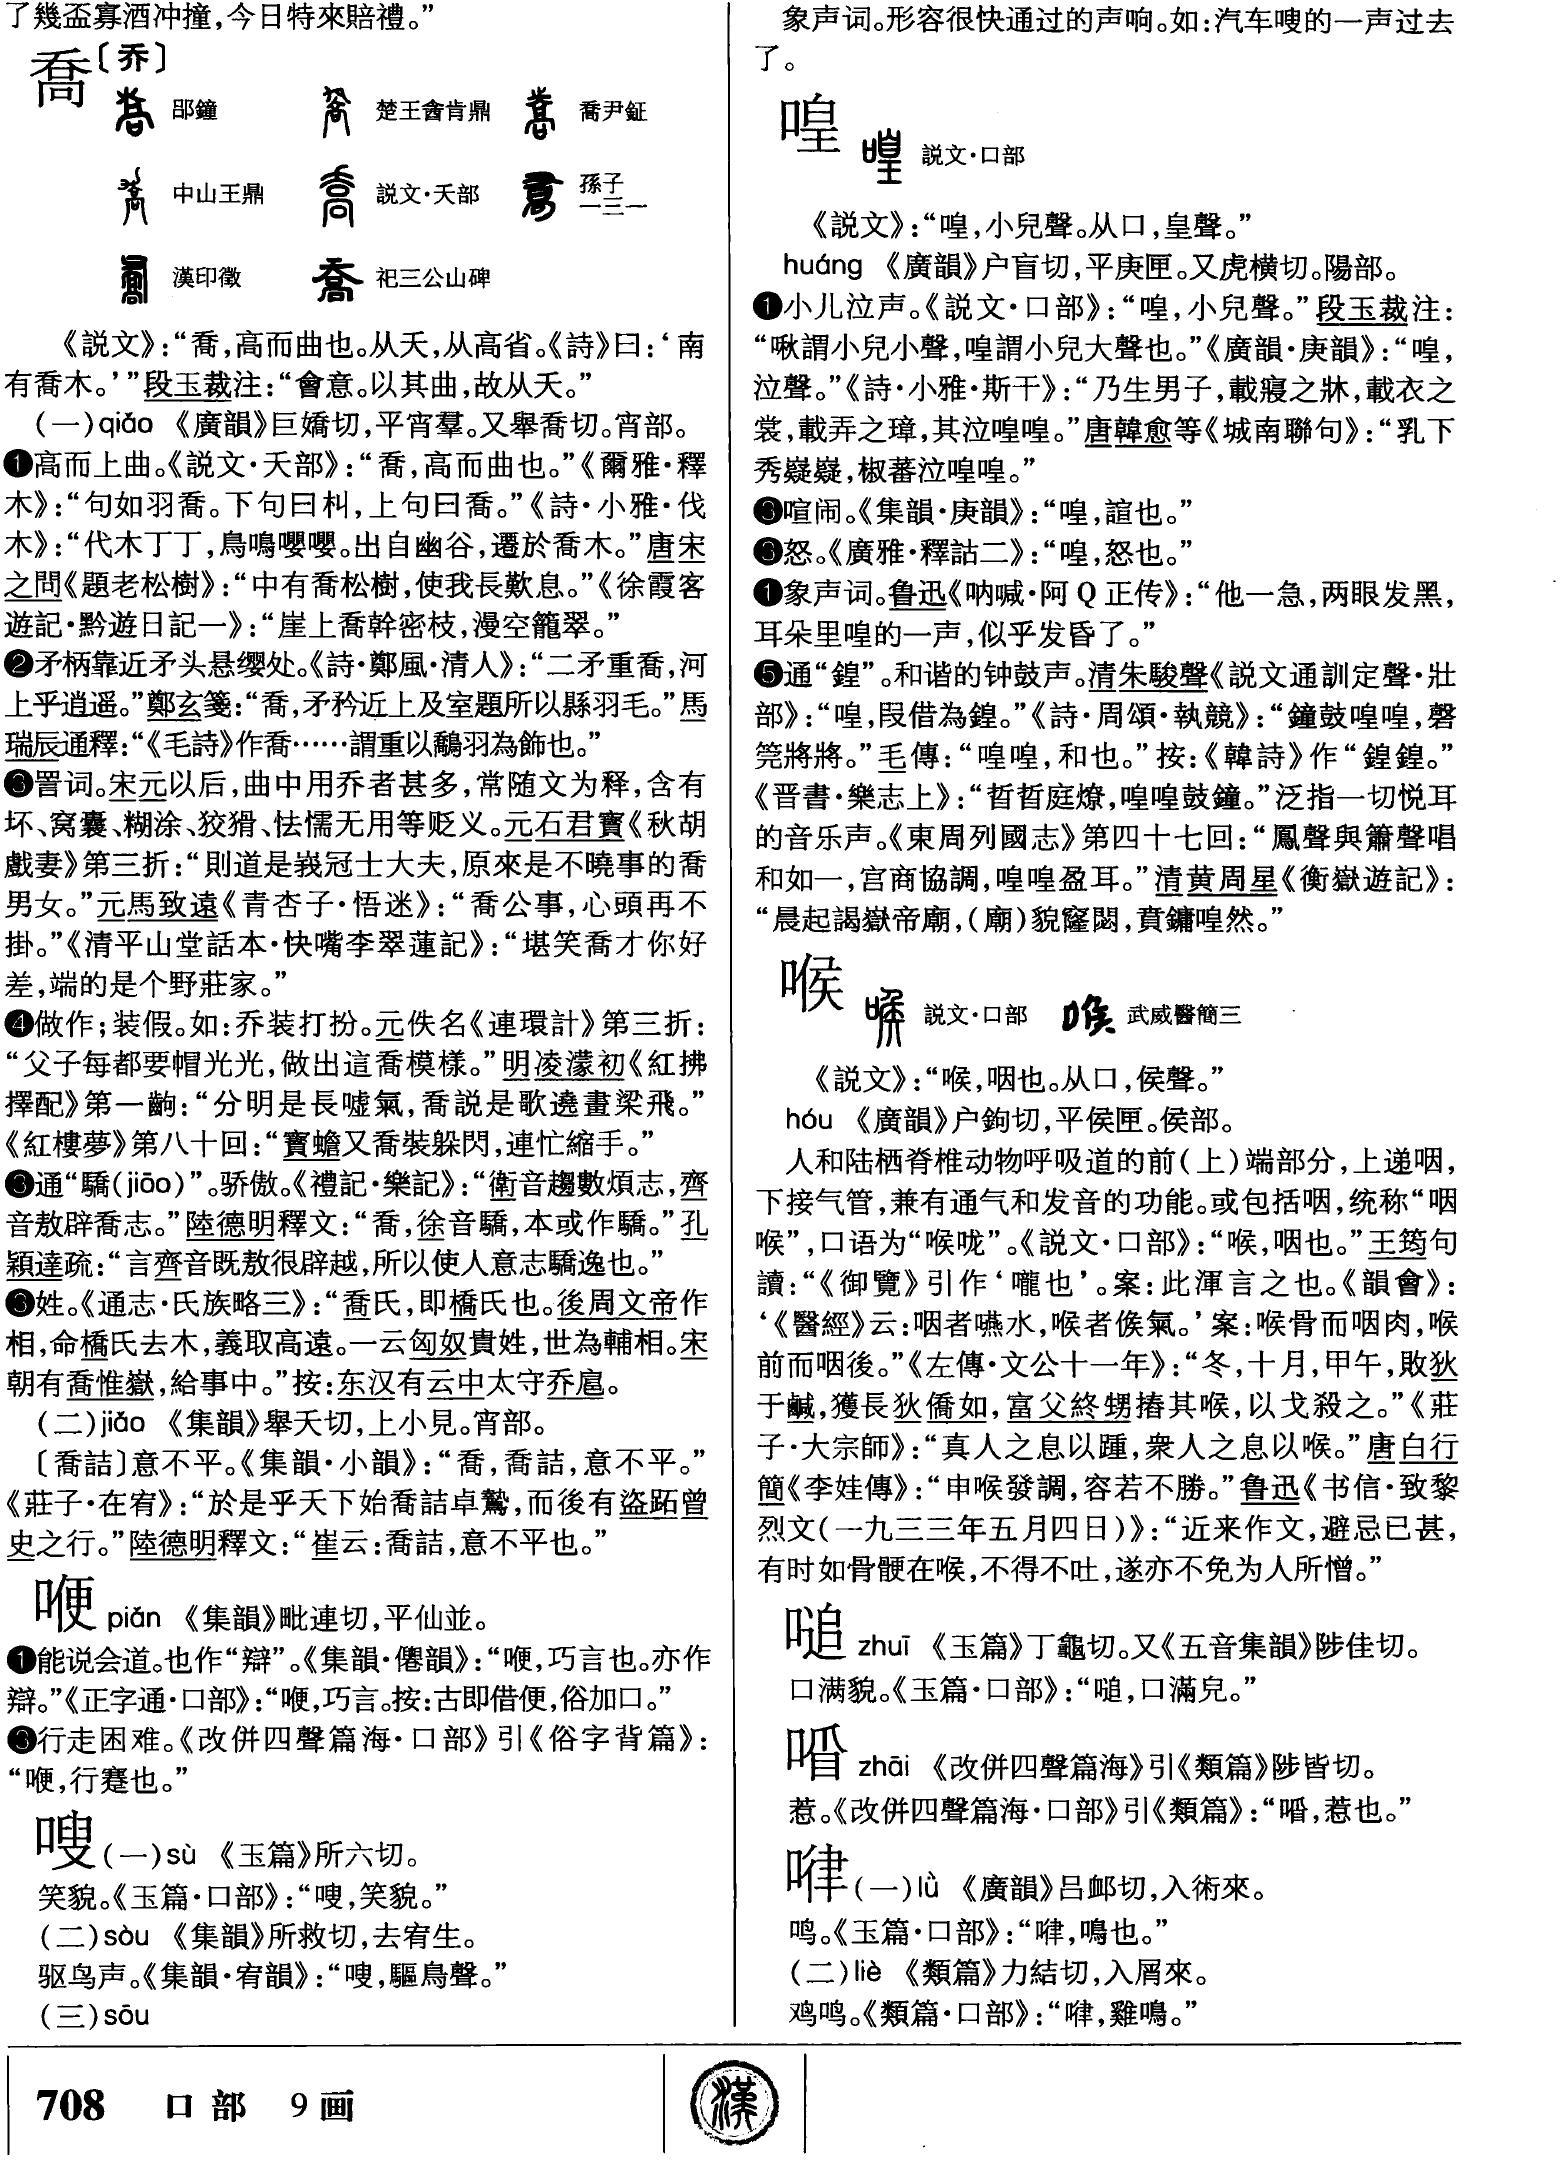 了幾盃寡酒冲撞，今日特來賠禮。”
喬〔乔〕
郘鐘 楚王酓肯鼎 喬尹鉦
中山王鼎 説文·夭部 孫子一三一
漢印徵 祀三公山碑
《説文》：“喬，高而曲也。从夭，从高省。《詩》曰：‘南
有喬木。’”段玉裁注：“會意。以其曲，故从夭。”
(一)qiáo 《廣韻》巨嬌切，平宵羣。又舉喬切。宵部。
❶高而上曲。《説文·夭部》：“喬，高而曲也。”《爾雅·釋
木》：“句如羽喬。下句曰朻，上句曰喬。”《詩·小雅·伐
木》：“伐木丁丁，鳥鳴嚶嚶。出自幽谷，遷於喬木。”唐宋
之問《題老松樹》：“中有喬松樹，使我長歎息。”《徐霞客
遊記·黔遊日記一》：“崖上喬幹密枝，漫空籠翠。”
❷矛柄靠近矛头悬缨处。《詩·鄭風·清人》：“二矛重喬，河
上乎逍遥。”鄭玄箋：“喬，矛矜近上及室題所以縣羽毛。”馬
瑞辰通釋：“《毛詩》作喬……謂重以鷸羽為飾也。”
❸詈词。宋元以后，曲中用乔者甚多，常随文为释，含有
坏、窝囊、糊涂、狡猾、怯懦无用等贬义。元石君寳《秋胡
戲妻》第三折：“則道是峩冠士大夫，原來是不曉事的喬
男女。”元馬致遠《青杏子·悟迷》：“喬公事，心頭再不
掛。”《清平山堂話本·快嘴李翠蓮記》：“堪笑喬才你好
差，端的是个野莊家。”
❹做作；装假。如：乔装打扮。元佚名《連環計》第三折：
“父子每都要帽光光，做出這喬模樣。”明凌濛初《紅拂
擇配》第一齣：“分明是長噓氣，喬説是歌遶畫梁飛。”
《紅樓夢》第八十回：“寳蟾又喬裝躲閃，連忙縮手。”
❸通“驕(jiāo)”。骄傲。《禮記·樂記》：“衛音趨數煩志，齊
音敖辟喬志。”陸德明釋文：“喬，徐音驕，本或作驕。”孔
穎達疏：“言齊音既敖很辟越，所以使人意志驕逸也。”
❸姓。《通志·氏族略三》：“喬氏，即橋氏也。後周文帝作
相，命橋氏去木，義取高遠。一云匈奴貴姓，世為輔相。宋
朝有喬惟嶽，給事中。”按：东汉有云中太守乔扈。
(二)jiǎo 《集韻》舉夭切，上小見。宵部。
〔喬詰〕意不平。《集韻·小韻》：“喬，喬詰，意不平。”
《莊子·在宥》：“於是乎天下始喬詰卓鷙，而後有盜跖曾
史之行。”陸德明釋文：“崔云：喬詰，意不平也。”
㛹pián 《集韻》毗連切，平仙並。
❶能说会道。也作“辯”。《集韻·僊韻》：“㗊，巧言也。亦作
辯。”《正字通·口部》：“㗊，巧言。按：古即借便，俗加口。”
❸行走困难。《改併四聲篇海·口部》引《俗字背篇》：
“㗊，行蹇也。”
嗖(一)sù 《玉篇》所六切。
笑貌。《玉篇·口部》：“嗖，笑貌。”
(二)sòu 《集韻》所救切，去宥生。
驱鸟声。《集韻·宥韻》：“嗖，驅鳥聲。”
(三)sōu
象声词。形容很快通过的声响。如：汽车嗖的一声过去
了。
喤
説文·口部
《説文》：“喤，小兒聲。从口，皇聲。”
huáng 《廣韻》户盲切，平庚匣。又虎横切。陽部。
❶小儿泣声。《説文·口部》：“喤，小兒聲。”段玉裁注：
“啾謂小兒小聲，喤謂小兒大聲也。”《廣韻·庚韻》：“喤，
泣聲。”《詩·小雅·斯干》：“乃生男子，載寢之牀，載衣之
裳，載弄之璋，其泣喤喤。”唐韓愈等《城南聯句》：“乳下
秀嶷嶷，椒蕃泣喤喤。”
❸喧闹。《集韻·庚韻》：“喤，諠也。”
❸怒。《廣雅·釋詁二》：“喤，怒也。”
❶象声词。鲁迅《呐喊·阿Q正传》：“他一急，两眼发黑，
耳朵里喤的一声，似乎发昏了。”
❺通“鍠”。和谐的钟鼓声。清朱駿聲《説文通訓定聲·壯
部》：“喤，叚借為鍠。”《詩·周頌·執競》：“鐘鼓喤喤，磬
筦將將。”毛傳：“喤喤，和也。”按：《韓詩》作“鍠鍠。”
《晋書·樂志上》：“晢晢庭燎，喤喤鼓鐘。”泛指一切悦耳
的音乐声。《東周列國志》第四十七回：“鳳聲與簫聲唱
和如一，宫商協調，喤喤盈耳。”清黄周星《衡嶽遊記》：
“晨起謁嶽帝廟，(廟)貌窿閎，賁鏞喤然。”
喉
説文·口部 武威醫簡三
《説文》：“喉，咽也。从口，侯聲。”
hóu 《廣韻》户鉤切，平侯匣。侯部。
人和陆栖脊椎动物呼吸道的前(上)端部分，上递咽，
下接气管，兼有通气和发音的功能。或包括咽，统称“咽
喉”，口语为“喉咙”。《説文·口部》：“喉，咽也。”王筠句
讀：“《御覽》引作‘嚨也’。案：此渾言之也。《韻會》：
‘《醫經》云：咽者嚥水，喉者俟氣。’案：喉骨而咽肉，喉
前而咽後。”《左傳·文公十一年》：“冬，十月，甲午，敗狄
于鹹，獲長狄僑如，富父終甥摏其喉，以戈殺之。”《莊
子·大宗師》：“真人之息以踵，衆人之息以喉。”唐白行
簡《李娃傳》：“申喉發調，容若不勝。”鲁迅《书信·致黎
烈文(一九三三年五月四日)》：“近来作文，避忌已甚，
有时如骨骾在喉，不得不吐，遂亦不免为人所憎。”
zhuī 《玉篇》丁龜切。又《五音集韻》陟佳切。
口满貌。《玉篇·口部》：“，口滿皃。”
zhāi 《改併四聲篇海》引《類篇》陟皆切。
惹。《改併四聲篇海·口部》引《類篇》：“，惹也。”
㖀(一)lǜ 《廣韻》吕䘏切，入術來。
鸣。《玉篇·口部》：“，鳴也。”
(二)liè 《類篇》力結切，入屑來。
鸡鸣。《類篇·口部》：“，雞鳴。”
708 口部 9画
漢